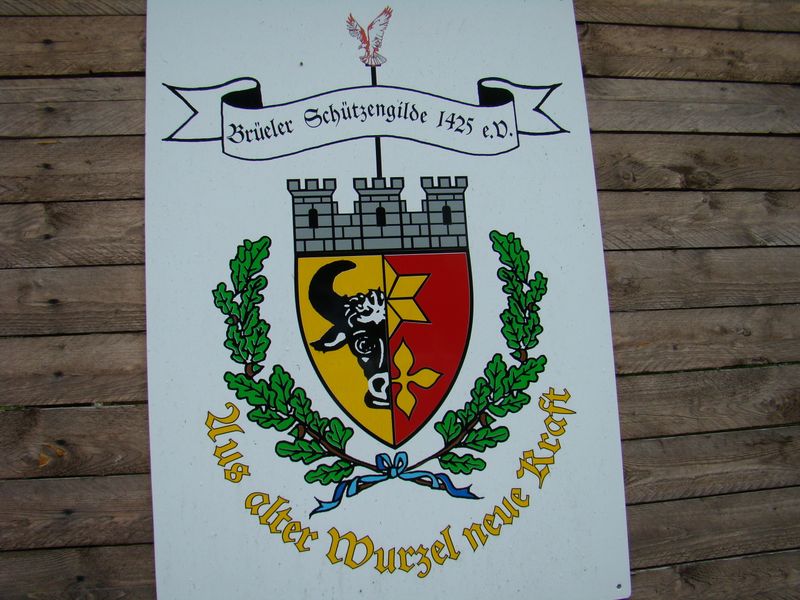 Brüeler Schützengilde 1425 e.V.
Aus alter Wurzel neue Kraft